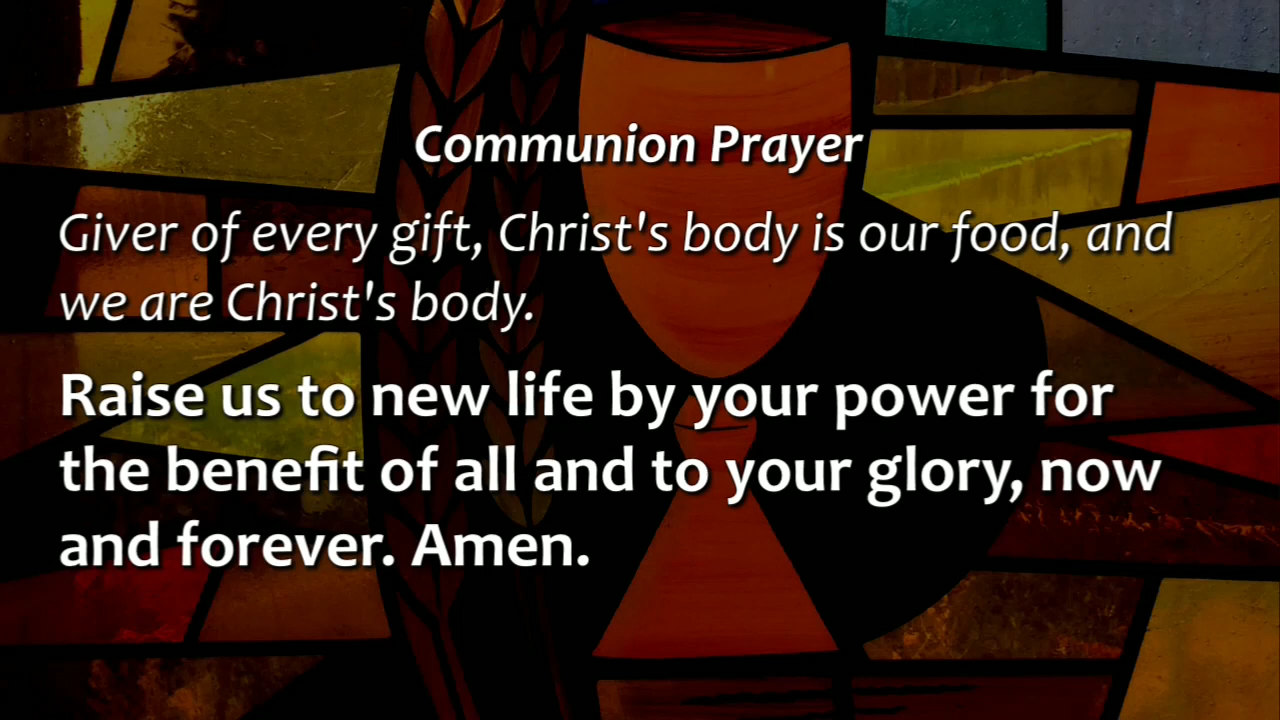 Communion Prayer
Giver of every gift, Christ's body is our food, and
we are Christ's body.
Raise us to new life by your power for
the benefit of all and to your glory, now
and forever. Amen.